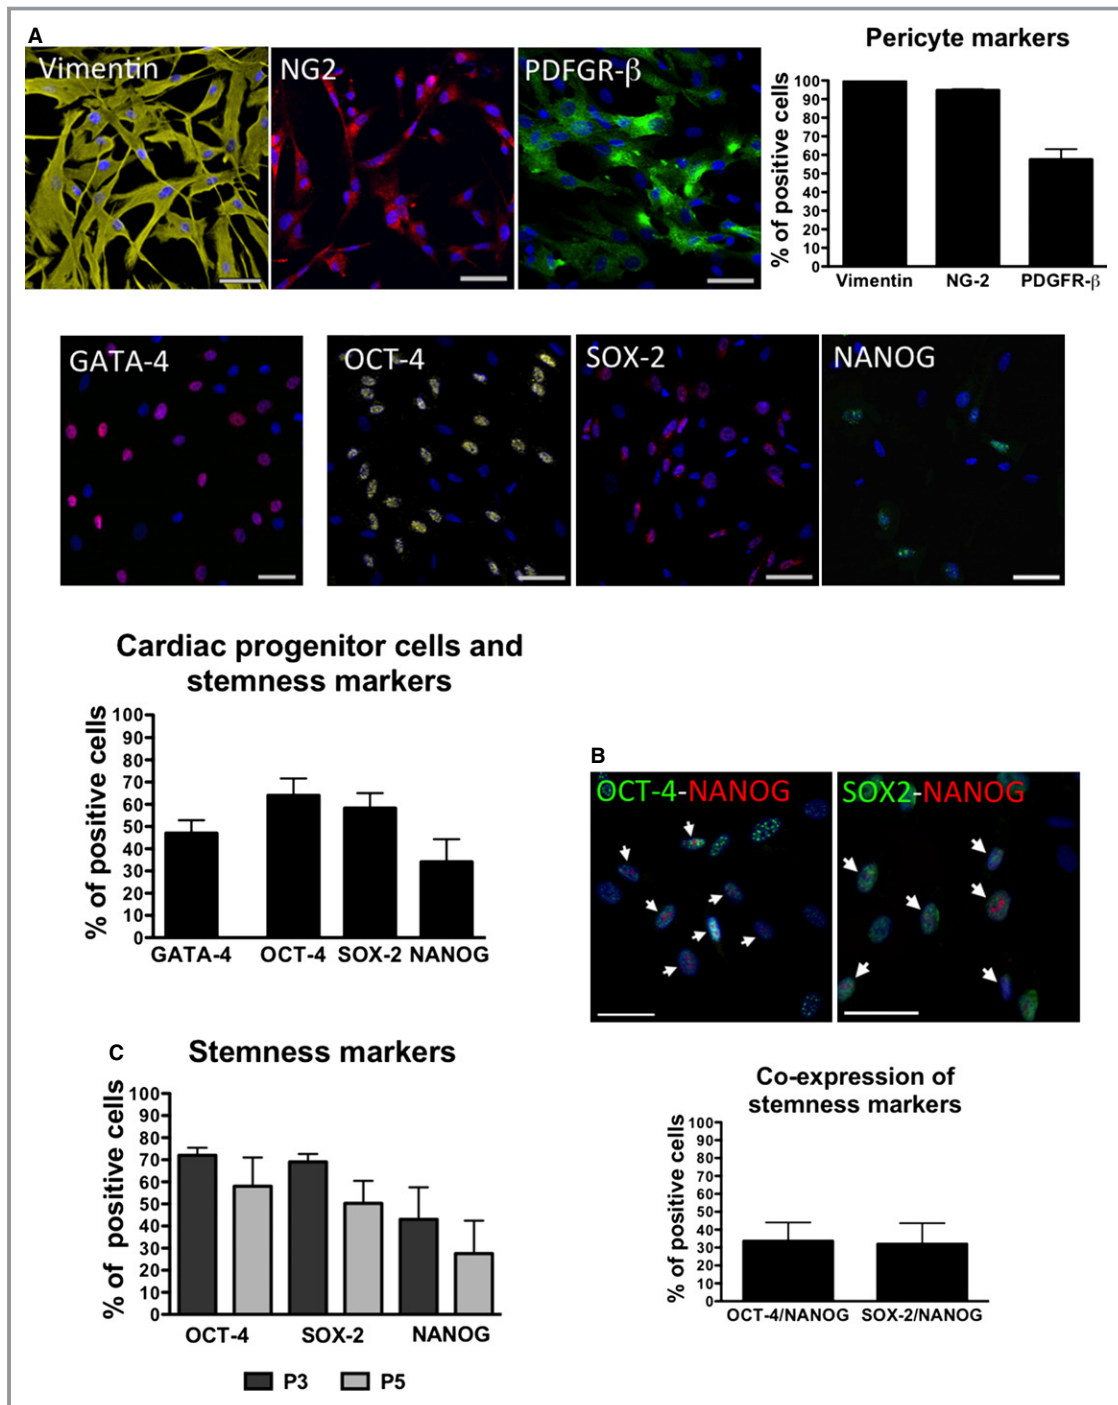 A
Vimentin
NG2
PDFGR-β
Pericyte markers
% of positive cells
100
90
80
70
60
50
40
30
20
10
0
Vimentin NG-2 PDGFR-β
GATA-4
OCT-4
SOX-2
NANOG
Cardiac progenitor cells and
stemness markers
% of positive cells
100
90
80
70
60
50
40
30
20
10
0
GATA-4 OCT-4 SOX-2 NANOG
B
OCT-4-NANOG
SOX2-NANOG
Co-expression of
stemness markers
% of positive cells
100
90
80
70
60
50
40
30
20
10
0
OCT-4/NANOG SOX-2/NANOG
C
Stemness markers
% of positive cells
100
90
80
70
60
50
40
30
20
10
0
OCT-4 SOX-2 NANOG
P3 P5